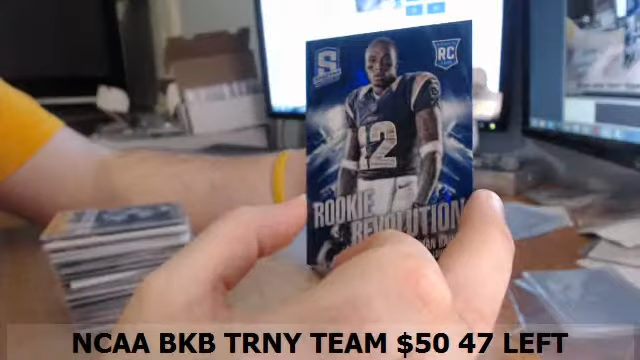 S
RC
12
ROOKIE
REVOLUTION
NCAA BKB TRNY TEAM $50 47 LEFT